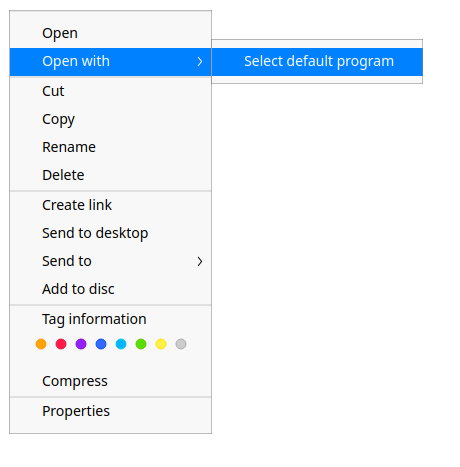 Open
Open with
Select default program
Cut
Copy
Rename
Delete
Create link
Send to desktop
Send to
Add to disc
Tag information
Compress
Properties